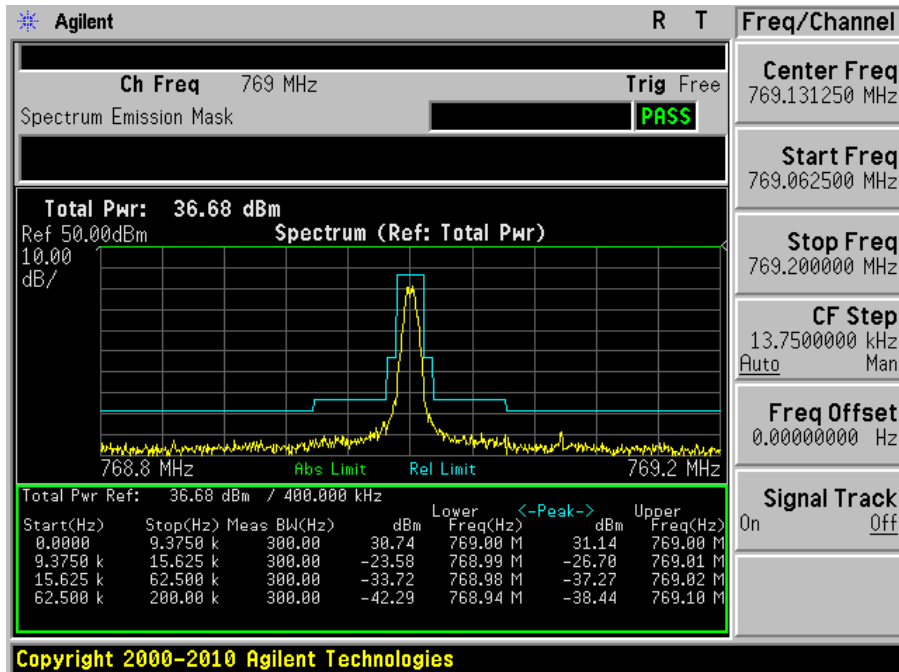 Agilent R T
Ch Freq 769 MHz Trig Free
Spectrum Emission Mask PASS
Total Pwr: 36.68 dBm
Ref 50.00dBm Spectrum (Ref: Total Pwr)
10.00
dB/
768.8 MHz Abs Limit Rel Limit 769.2 MHz
Total Pwr Ref: 36.68 dBm / 400.000 kHz
Lower <-Peak-> Upper
Start(Hz) Stop(Hz) Meas BW(Hz) dBm Freq(Hz) dBm Freq(Hz)
0.0000 9.3750 k 300.00 30.74 769.00 M 31.14 769.00 M
9.3750 k 15.625 k 300.00 -23.58 768.99 M -26.70 769.01 M
15.625 k 62.500 k 300.00 -33.72 768.98 M -37.27 769.02 M
62.500 k 200.00 k 300.00 -42.29 768.94 M -38.44 769.10 M
Freq/Channel
Center Freq
769.131250 MHz
Start Freq
769.062500 MHz
Stop Freq
769.200000 MHz
CF Step
13.7500000 kHz
Auto Man
Freq Offset
0.00000000 Hz
Signal Track
On Off
Copyright 2000-2010 Agilent Technologies